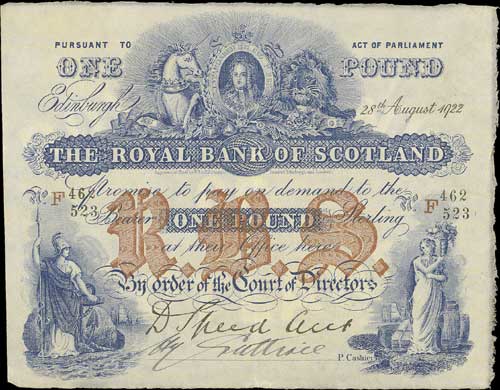 PURSUANT TO ACT OF PARLIAMENT
ONE POUND
Edinburgh 28th August 1922
THE ROYAL BANK OF SCOTLAND
Promise to pay on demand to the
No F 462 523 No F 462 523
Bearer ONE POUND Sterling
R.B.S.
at their Office here
By order of the Court of Directors
D Speed Acct
P. Cashier